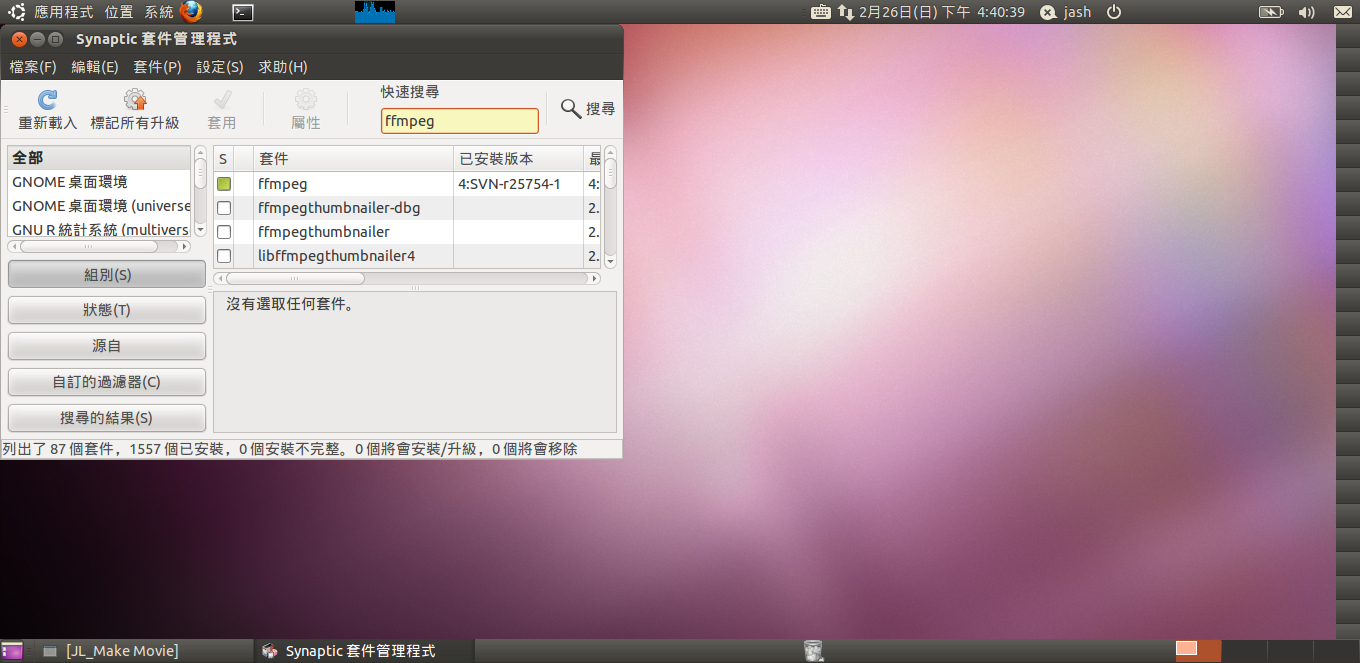 應用程式 位置 系統 2月26日(日) 下午 4:40:39 jash
Synaptic 套件管理程式
檔案(F) 編輯(E) 套件(P) 設定(S) 求助(H)
快速搜尋
重新載入 標記所有升級 套用 屬性 ffmpeg 搜尋
全部
GNOME 桌面環境
GNOME 桌面環境 (universe
GNU R 統計系統 (multivers
S 套件 已安裝版本 最
ffmpeg 4:SVN-r25754-1 4:
ffmpegthumbnailer-dbg 2.
ffmpegthumbnailer 2.
libffmpegthumbnailer4 2.
組別(S)
狀態(T)
源自
自訂的過濾器(C)
搜尋的結果(S)
沒有選取任何套件。
列出了 87 個套件，1557 個已安裝，0 個安裝不完整。0 個將會安裝/升級，0 個將會移除
[JL_Make Movie] Synaptic 套件管理程式